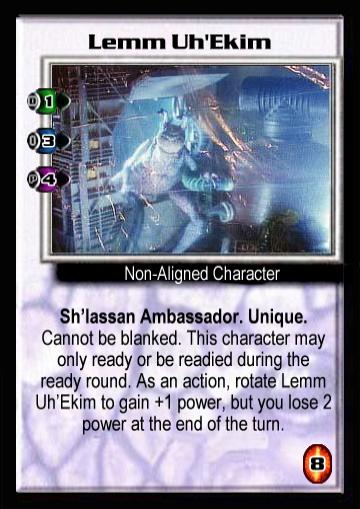 Lemm Uh'Ekim
D 1
D 3
P 4
Non-Aligned Character
Sh'lassan Ambassador. Unique.
Cannot be blanked. This character may
only ready or be readied during the
ready round. As an action, rotate Lemm
Uh'Ekim to gain +1 power, but you lose 2
power at the end of the turn.
8